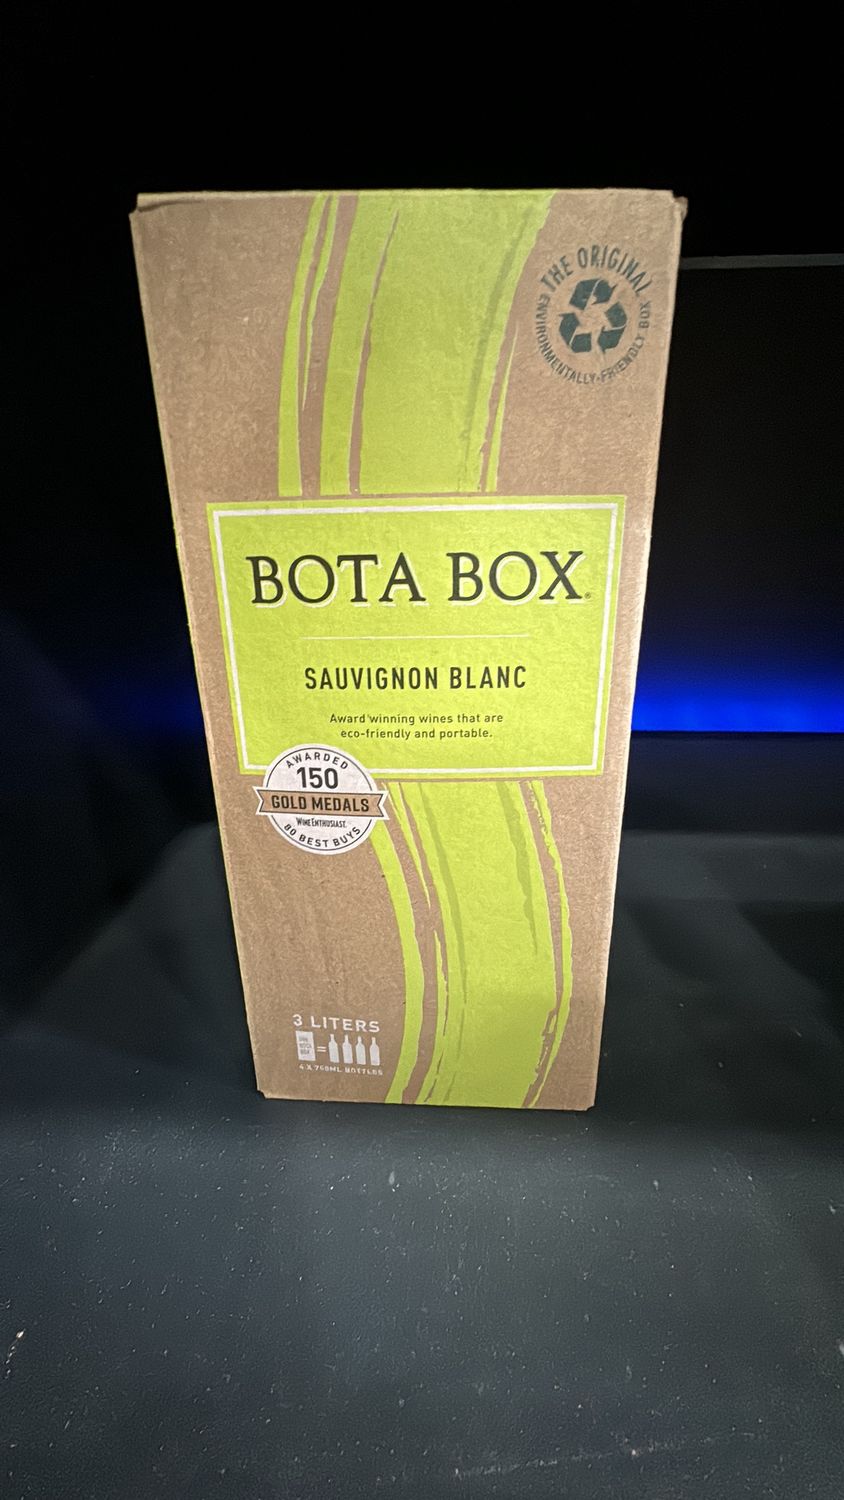 THE ORIGINAL
ENVIRONMENTALLY-FRIENDLY BOX
BOTA BOX®
SAUVIGNON BLANC
Award winning wines that are
eco-friendly and portable.
AWARDED
150
GOLD MEDALS
WINE ENTHUSIAST
80 BEST BUYS
3 LITERS
=
4 X 750ML BOTTLES